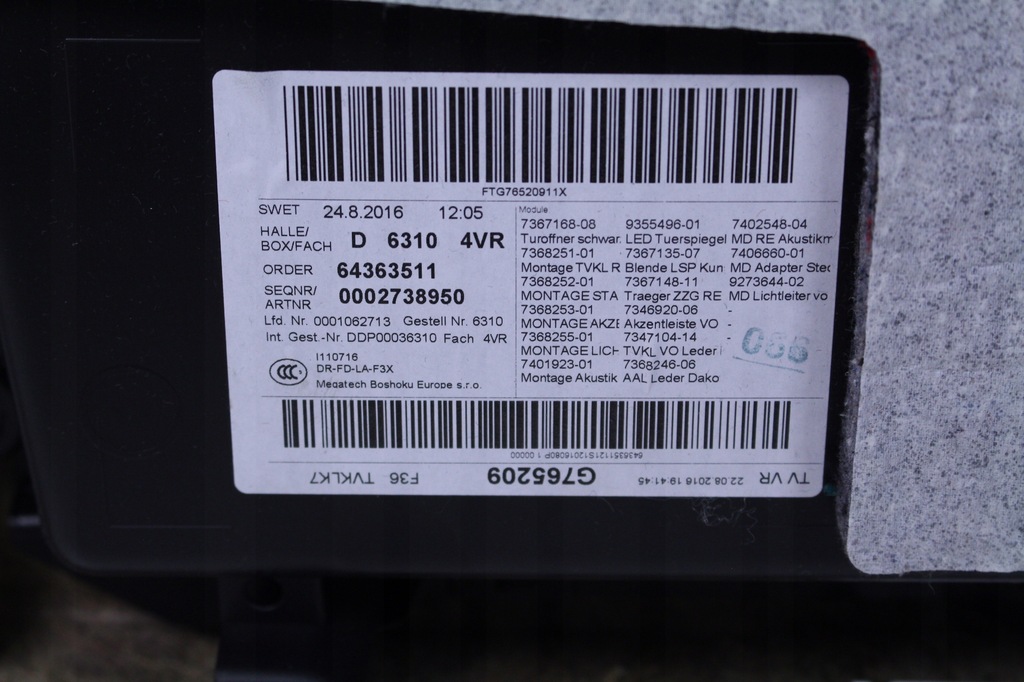 FTG76520911X
SWET 24.8.2016 12:05
HALLE/
BOX/FACH D 6310 4VR
ORDER 64363511
SEQNR/
ARTNR 0002738950
Lfd. Nr. 0001062713 Gestell Nr. 6310
Int. Gest.-Nr. DDP00036310 Fach 4VR
CCC
I110716
DR-FD-LA-F3X
Megatech Boshoku Europe s.r.o.
Module
7367168-08 9355496-01 7402548-04
Turoffner schwar. LED Tuerspiegel MD RE Akustikm
7368251-01 7367135-07 7406660-01
Montage TVKL R Blende LSP Kun MD Adapter Stec
7368252-01 7367148-11 9273644-02
MONTAGE STA Traeger ZZG RE MD Lichtleiter vo
7368253-01 7346920-06 -
MONTAGE AKZE Akzentleiste VO -
7368255-01 7347104-14 -
MONTAGE LICH TVKL VO Leder
7401923-01 7368246-06
Montage Akustik AAL Leder Dako
086
TV VR 22.08.2016 19:41:45 G765209 F36 TVKLK7